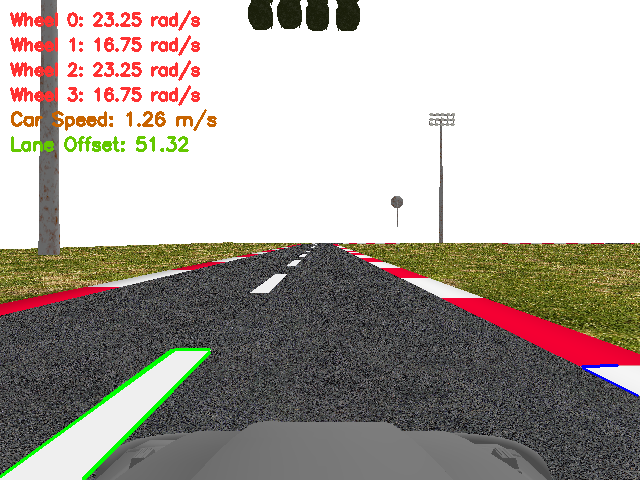 Wheel 0: 23.25 rad/s
Wheel 1: 16.75 rad/s
Wheel 2: 23.25 rad/s
Wheel 3: 16.75 rad/s
Car Speed: 1.26 m/s
Lane Offset: 51.32